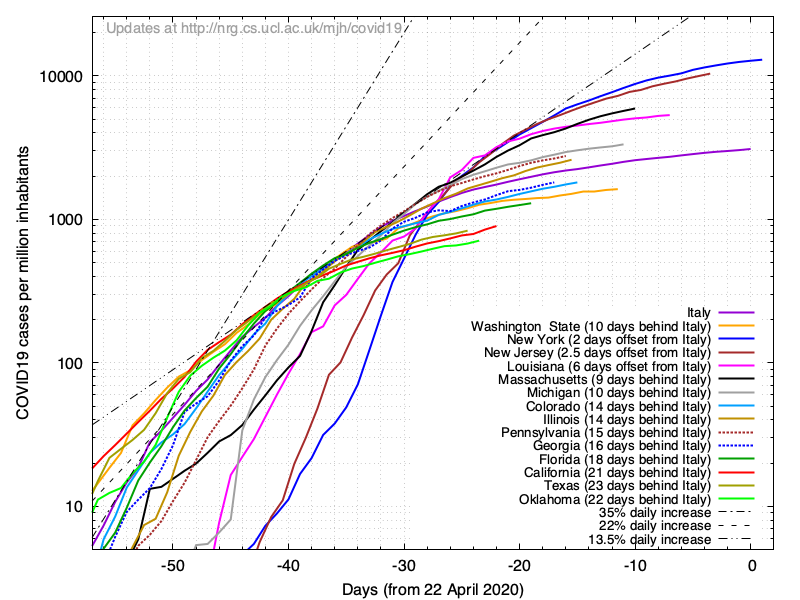 Updates at http://nrg.cs.ucl.ac.uk/mjh/covid19
COVID19 cases per million inhabitants
10000
1000
100
10
Italy
Washington State (10 days behind Italy)
New York (2 days offset from Italy)
New Jersey (2.5 days offset from Italy)
Louisiana (6 days offset from Italy)
Massachusetts (9 days behind Italy)
Michigan (10 days behind Italy)
Colorado (14 days behind Italy)
Illinois (14 days behind Italy)
Pennsylvania (15 days behind Italy)
Georgia (16 days behind Italy)
Florida (18 days behind Italy)
California (21 days behind Italy)
Texas (23 days behind Italy)
Oklahoma (22 days behind Italy)
35% daily increase
22% daily increase
13.5% daily increase
-50 -40 -30 -20 -10 0
Days (from 22 April 2020)